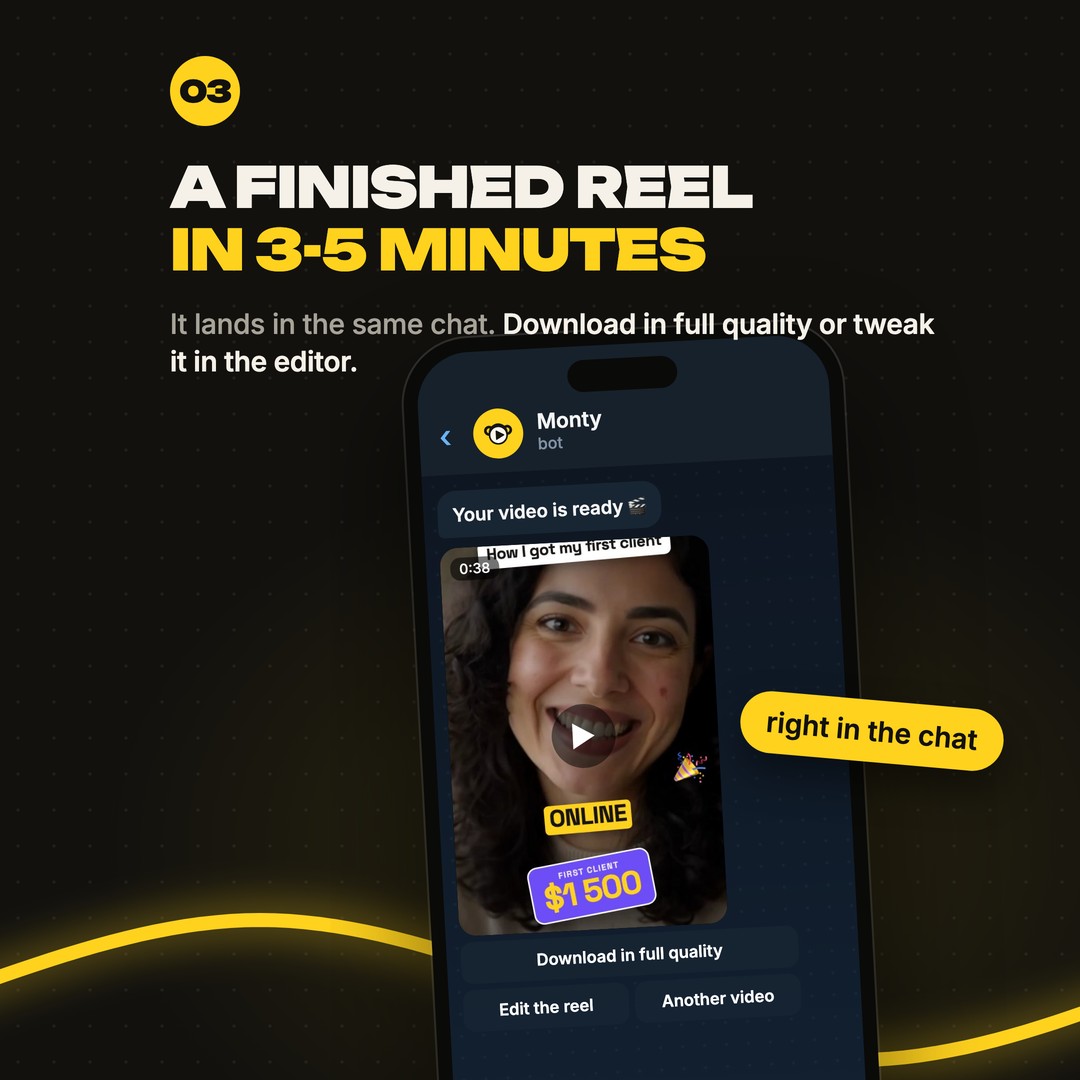 03
A FINISHED REEL
IN 3-5 MINUTES
It lands in the same chat. Download in full quality or tweak
it in the editor.
Monty
bot
Your video is ready 🎬
How I got my first client
0:38
right in the chat
ONLINE
FIRST CLIENT
$1 500
Download in full quality
Edit the reel
Another video